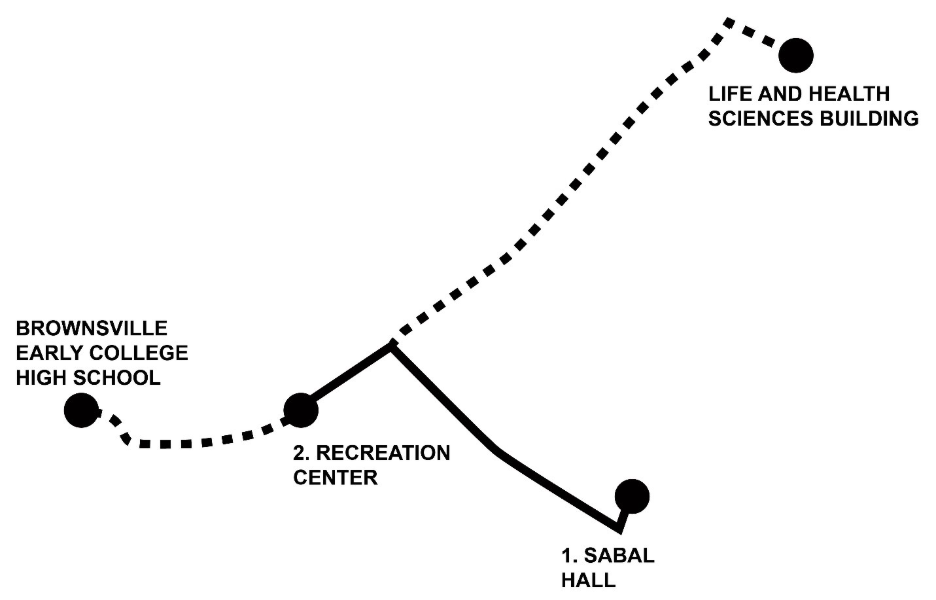 LIFE AND HEALTH
SCIENCES BUILDING
BROWNSVILLE
EARLY COLLEGE
HIGH SCHOOL
2. RECREATION
CENTER
1. SABAL
HALL